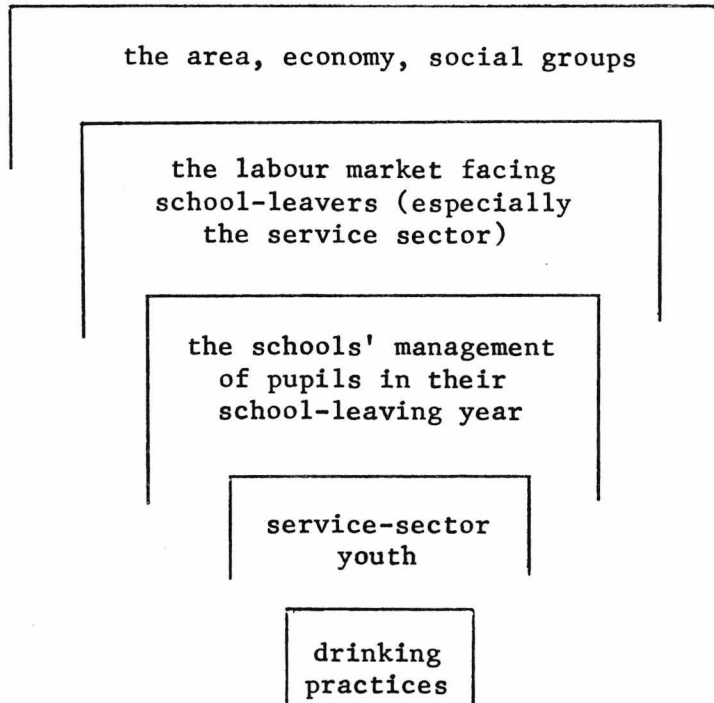 the area, economy, social groups
the labour market facing
school-leavers (especially
the service sector)
the schools' management
of pupils in their
school-leaving year
service-sector
youth
drinking
practices